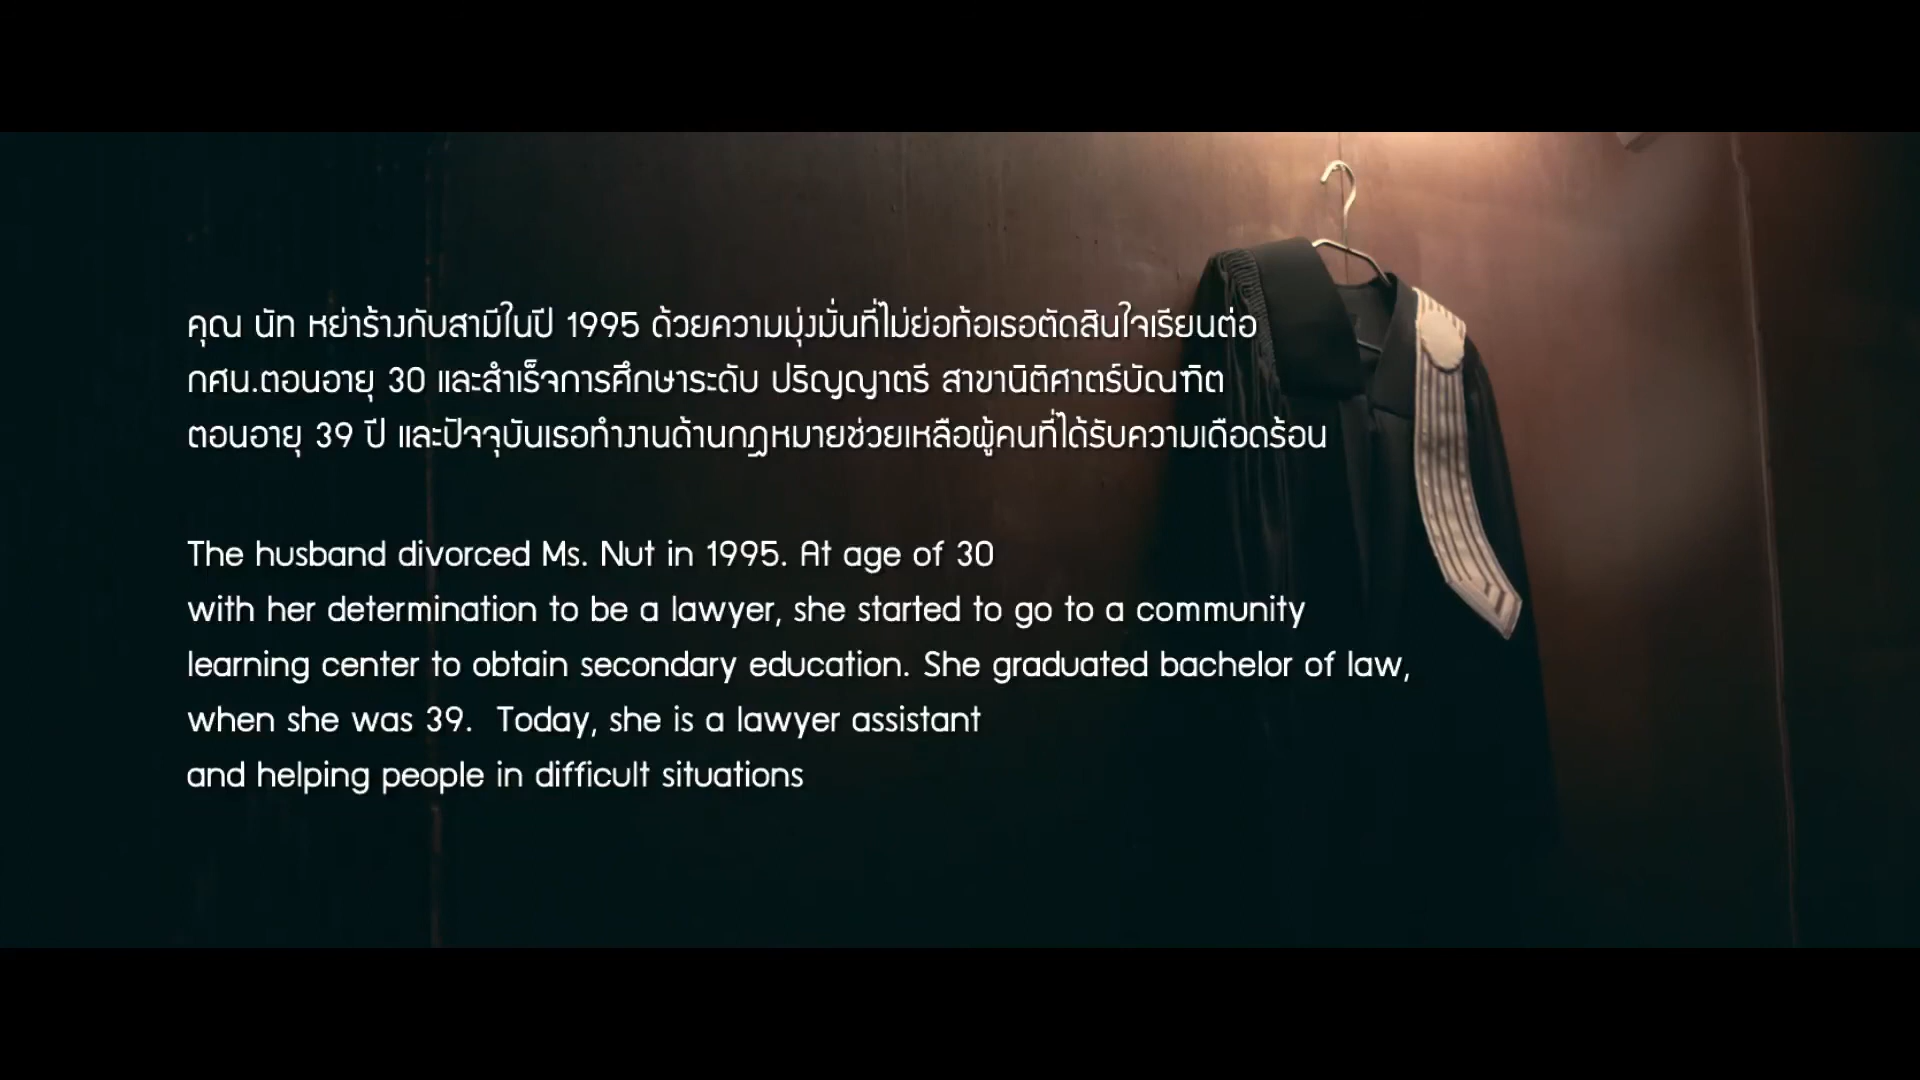 คุณ นัท หย่าร้างกับสามีในปี 1995 ด้วยความมุ่งมั่นที่ไม่ย่อท้อเธอตัดสินใจเรียนต่อ
กศน.ตอนอายุ 30 และสำเร็จการศึกษาระดับ ปริญญาตรี สาขานิติศาตร์บัณฑิต
ตอนอายุ 39 ปี และปัจจุบันเธอทำงานด้านกฎหมายช่วยเหลือผู้คนที่ได้รับความเดือดร้อน
The husband divorced Ms. Nut in 1995. At age of 30
with her determination to be a lawyer, she started to go to a community
learning center to obtain secondary education. She graduated bachelor of law,
when she was 39. Today, she is a lawyer assistant
and helping people in difficult situations